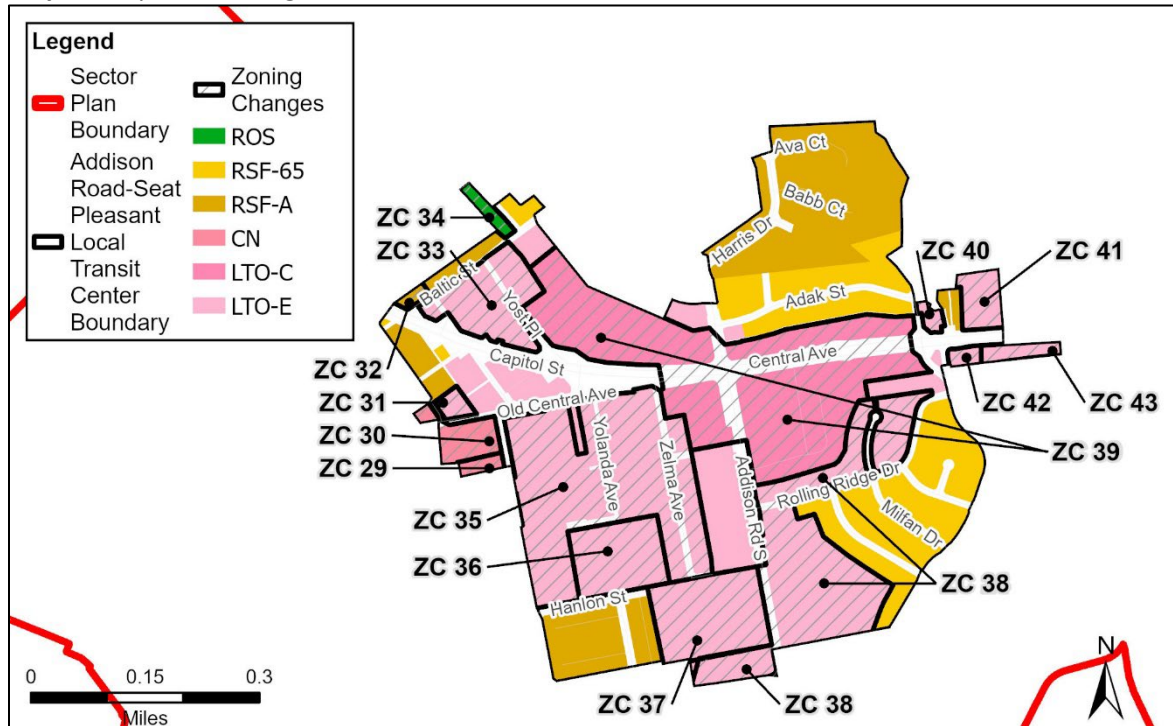 Legend
Sector
Plan
Boundary
Addison
Road-Seat
Pleasant
Local
Transit
Center
Boundary
Zoning
Changes
ROS
RSF-65
RSF-A
CN
LTO-C
LTO-E
Ava Ct
Babb Ct
Harris Dr
ZC 34
ZC 33
ZC 40
ZC 41
Baltic St
Adak St
Yost Pl
Central Ave
Capitol St
ZC 32
ZC 42
ZC 43
ZC 31
Old Central Ave
ZC 30
ZC 29
ZC 39
Yolanda Ave
Zelma Ave
Addison Rd S
Rolling Ridge Dr
Milfan Dr
ZC 35
ZC 36
ZC 38
Hanlon St
ZC 37
ZC 38
0 0.15 0.3
Miles
N